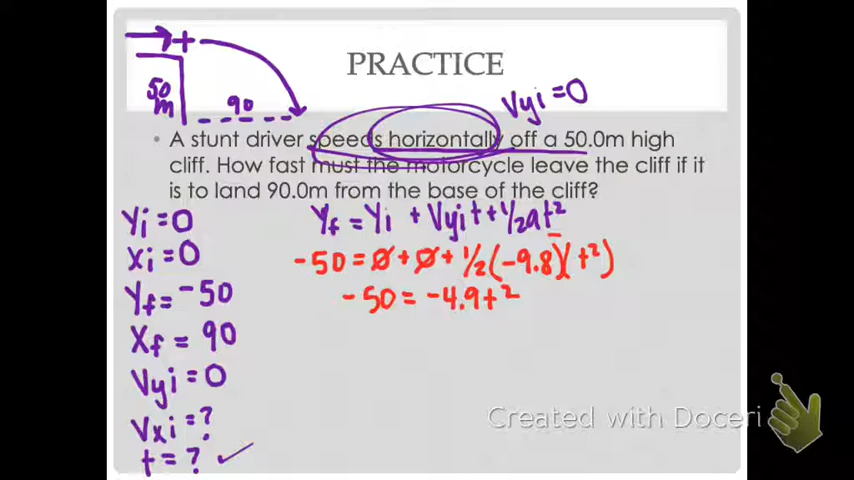 PRACTICE
50 m
90
Vyi = 0
• A stunt driver speeds horizontally off a 50.0m high
cliff. How fast must the motorcycle leave the cliff if it
is to land 90.0m from the base of the cliff?
Yi = 0
Xi = 0
Yf = -50
Xf = 90
Vyi = 0
Vxi = ?
t = ? ✓
Yf = Yi + Vyit + 1/2at²
-50 = 0 + 0 + 1/2(-9.8)(t²)
-50 = -4.9t²
Created with Doceri